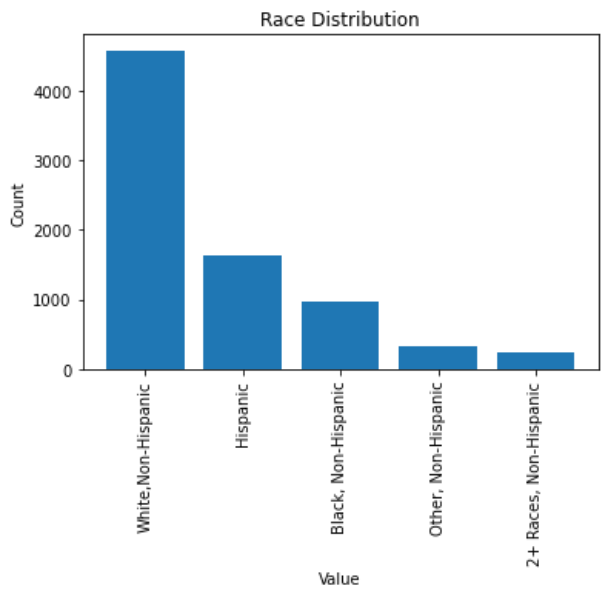 Race Distribution
4000
3000
2000
1000
0
Count
White,Non-Hispanic
Hispanic
Black, Non-Hispanic
Other, Non-Hispanic
2+ Races, Non-Hispanic
Value